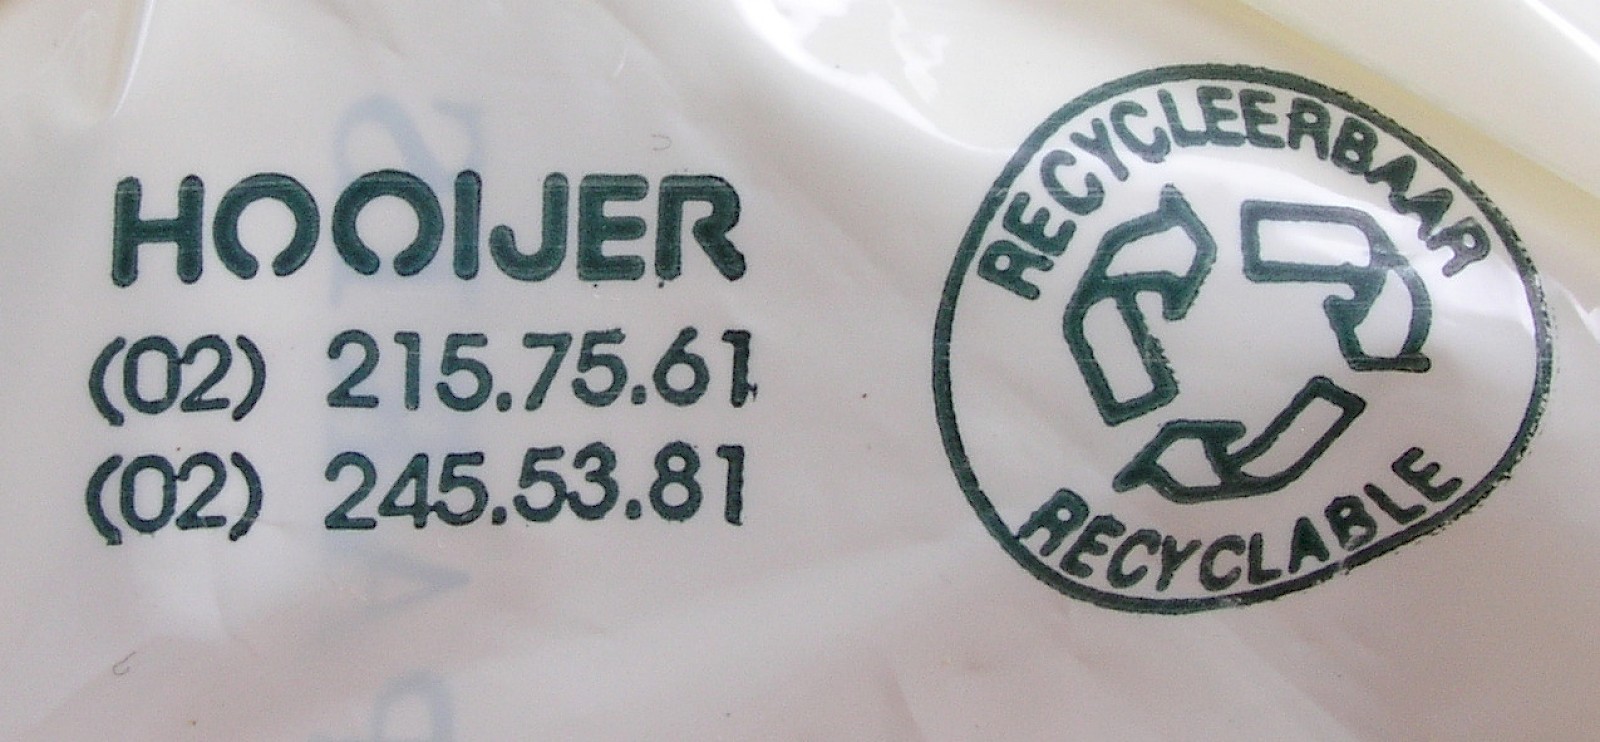 HOOIJER
(02) 215.75.61
(02) 245.53.81
RECYCLEERBAAR
RECYCLABLE